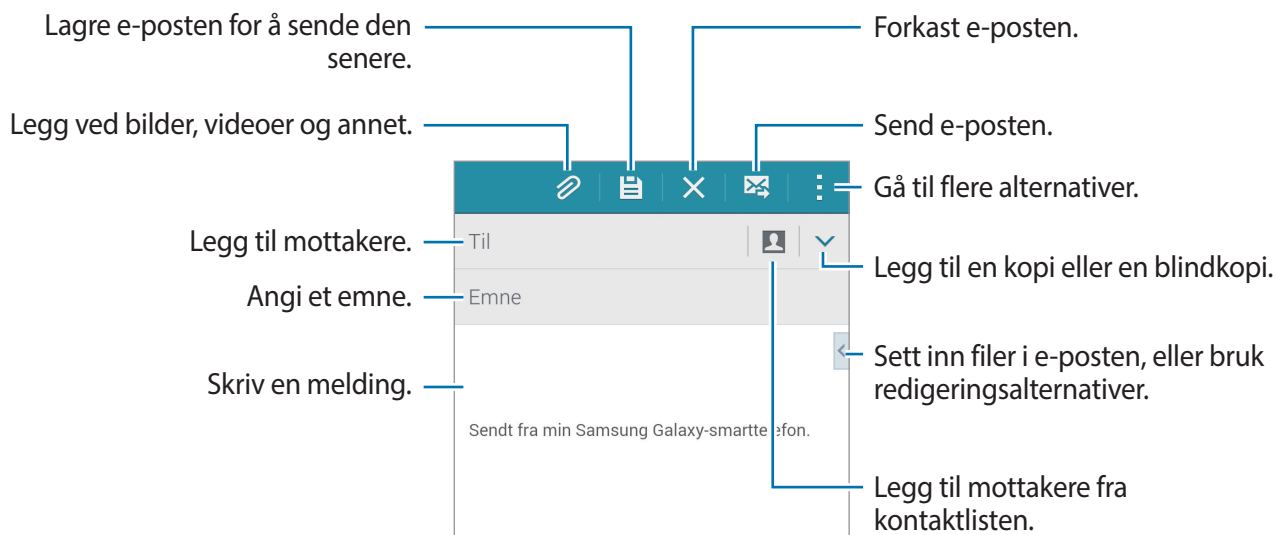 Lagre e-posten for å sende den
senere.
Forkast e-posten.
Legg ved bilder, videoer og annet.
Send e-posten.
Gå til flere alternativer.
Legg til mottakere.
Til
Legg til en kopi eller en blindkopi.
Angi et emne.
Emne
Sett inn filer i e-posten, eller bruk
redigeringsalternativer.
Skriv en melding.
Sendt fra min Samsung Galaxy-smarttelefon.
Legg til mottakere fra
kontaktlisten.